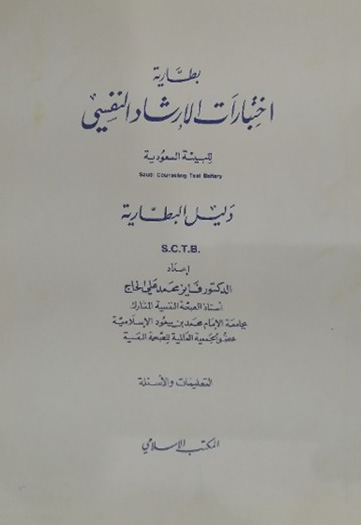 بطارية
اختبارات الإرشاد النفسي
للبيئة السعودية
Saudi Counseling Test Battery
دليل البطارية
S.C.T.B.
إعداد
الدكتور فايز محمد علي الحاج
أستاذ الصحة النفسية المشارك
بجامعة الإمام محمد بن سعود الإسلامية
عضو الجمعية العالمية للصحة النفسية
التعليمات والأسئلة
المكتب الإسلامي